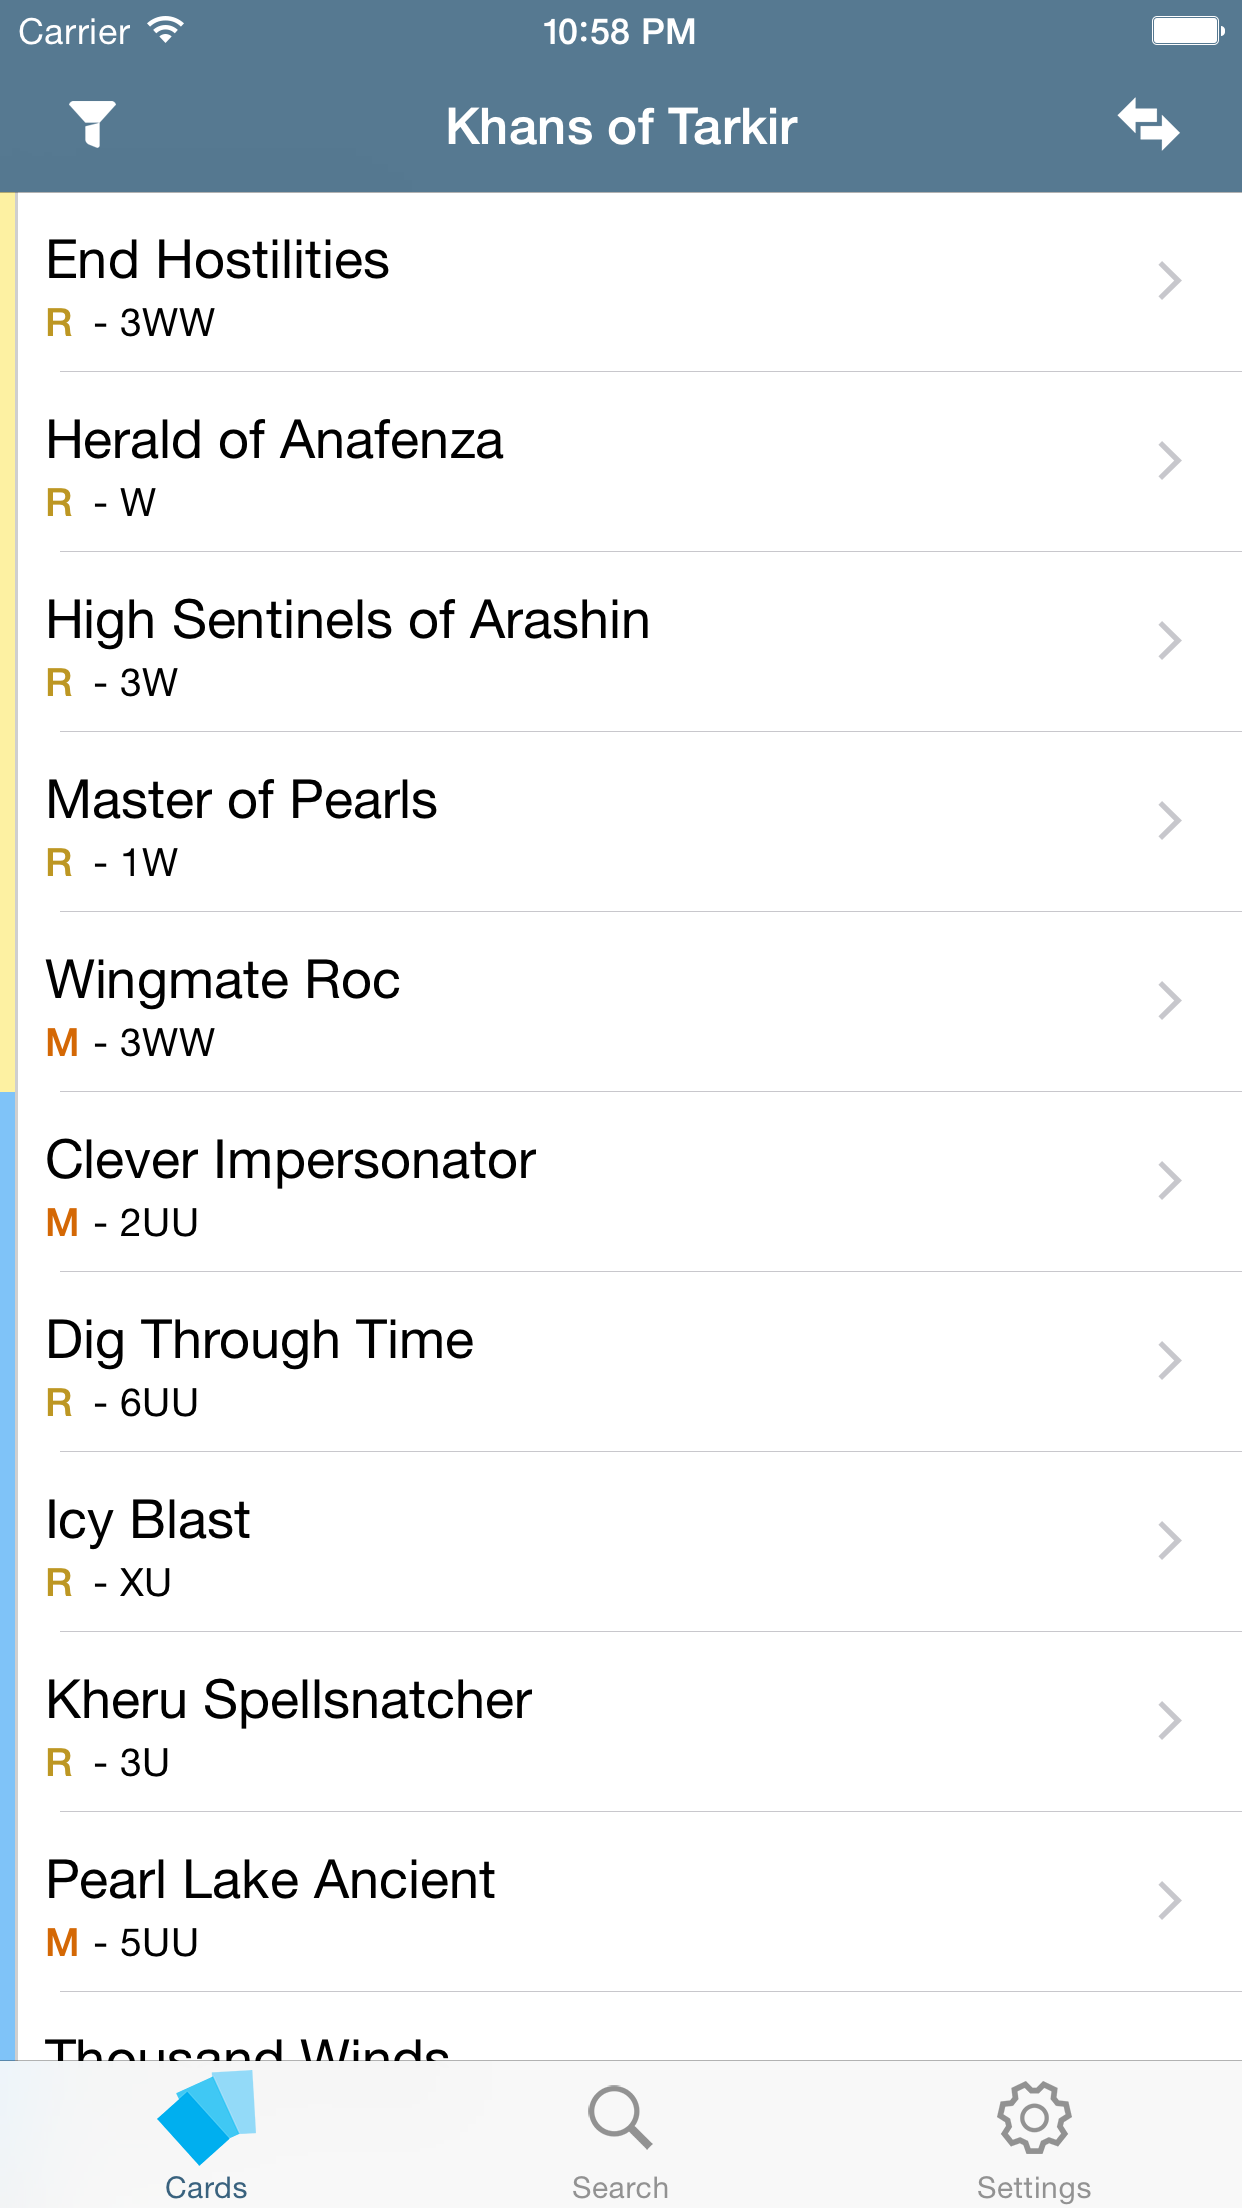 Carrier 10:58 PM
Khans of Tarkir
End Hostilities
R - 3WW
Herald of Anafenza
R - W
High Sentinels of Arashin
R - 3W
Master of Pearls
R - 1W
Wingmate Roc
M - 3WW
Clever Impersonator
M - 2UU
Dig Through Time
R - 6UU
Icy Blast
R - XU
Kheru Spellsnatcher
R - 3U
Pearl Lake Ancient
M - 5UU
Thousand Winds
Cards Search Settings